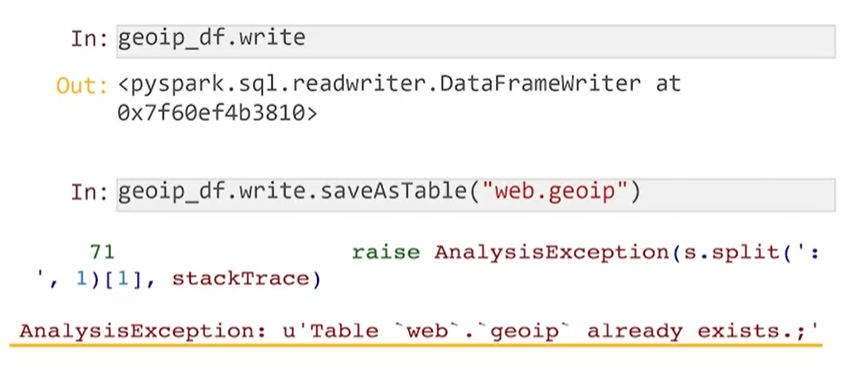 In: geoip_df.write
Out: <pyspark.sql.readwriter.DataFrameWriter at
0x7f60ef4b3810>
In: geoip_df.write.saveAsTable("web.geoip")
71 raise AnalysisException(s.split(':
', 1)[1], stackTrace)
AnalysisException: u'Table `web`.`geoip` already exists.;'